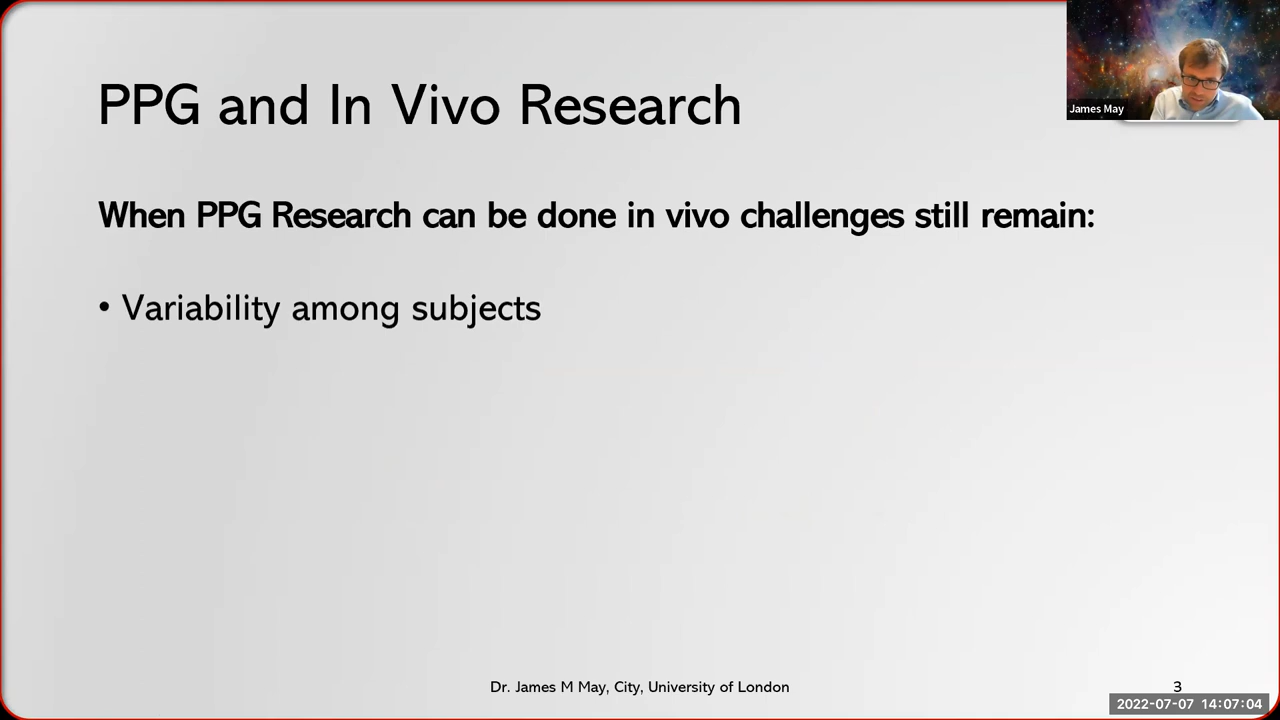 PPG and In Vivo Research
James May
When PPG Research can be done in vivo challenges still remain:
• Variability among subjects
Dr. James M May, City, University of London
3
2022-07-07 14:07:04